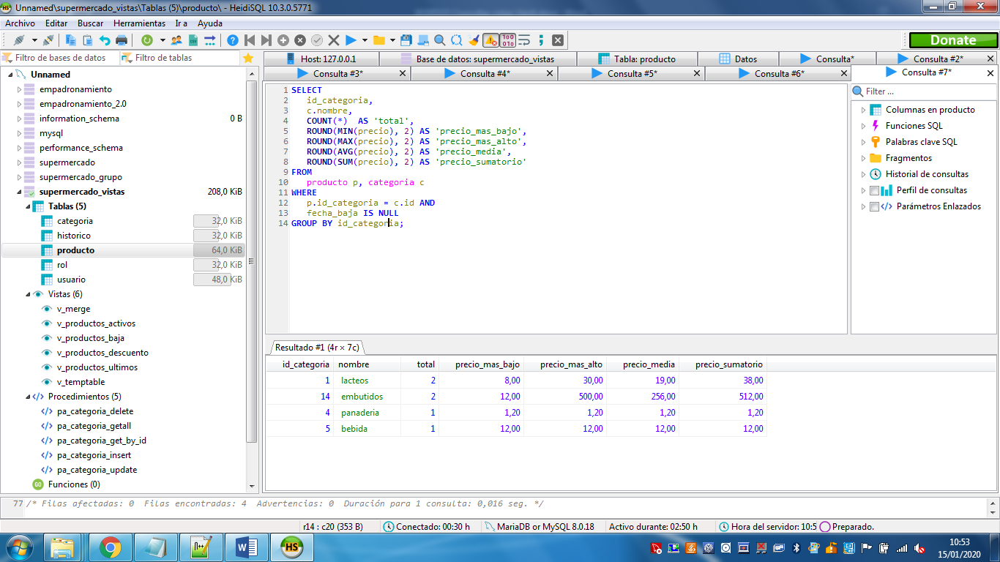 Unnamed\supermercado_vistas\Tablas (5)\producto\ - HeidiSQL 10.3.0.5771
Archivo Editar Buscar Herramientas Ir a Ayuda
Donate
Filtro de bases de datos Filtro de tablas
Host: 127.0.0.1 Base de datos: supermercado_vistas Tabla: producto Datos Consulta* Consulta #2*
Consulta #3* Consulta #4* Consulta #5* Consulta #6* Consulta #7*
Unnamed
empadronamiento
empadronamiento_2.0
information_schema 0 B
mysql
performance_schema
supermercado
supermercado_grupo
supermercado_vistas 208,0 KiB
Tablas (5)
categoria 32,0 KiB
historico 32,0 KiB
producto 64,0 KiB
rol 32,0 KiB
usuario 48,0 KiB
Vistas (6)
v_merge
v_productos_activos
v_productos_baja
v_productos_descuento
v_productos_ultimos
v_temptable
Procedimientos (5)
pa_categoria_delete
pa_categoria_getall
pa_categoria_get_by_id
pa_categoria_insert
pa_categoria_update
Funciones (0)
1 SELECT
2 id_categoria,
3 c.nombre,
4 COUNT(*) AS 'total',
5 ROUND(MIN(precio), 2) AS 'precio_mas_bajo',
6 ROUND(MAX(precio), 2) AS 'precio_mas_alto',
7 ROUND(AVG(precio), 2) AS 'precio_media',
8 ROUND(SUM(precio), 2) AS 'precio_sumatorio'
9 FROM
10 producto p, categoria c
11 WHERE
12 p.id_categoria = c.id AND
13 fecha_baja IS NULL
14 GROUP BY id_categoria;
Filter ...
Columnas en producto
Funciones SQL
Palabras clave SQL
Fragmentos
Historial de consultas
Perfil de consultas
Parámetros Enlazados
Resultado #1 (4r × 7c)
id_categoria nombre total precio_mas_bajo precio_mas_alto precio_media precio_sumatorio
1 lacteos 2 8,00 30,00 19,00 38,00
14 embutidos 2 12,00 500,00 256,00 512,00
4 panaderia 1 1,20 1,20 1,20 1,20
5 bebida 1 12,00 12,00 12,00 12,00
77 /* Filas afectadas: 0 Filas encontradas: 4 Advertencias: 0 Duración para 1 consulta: 0,016 seg. */
r14 : c20 (353 B) Conectado: 00:30 h MariaDB or MySQL 8.0.18 Activo durante: 02:50 h Hora del servidor: 10:5 Preparado.
10:53
15/01/2020